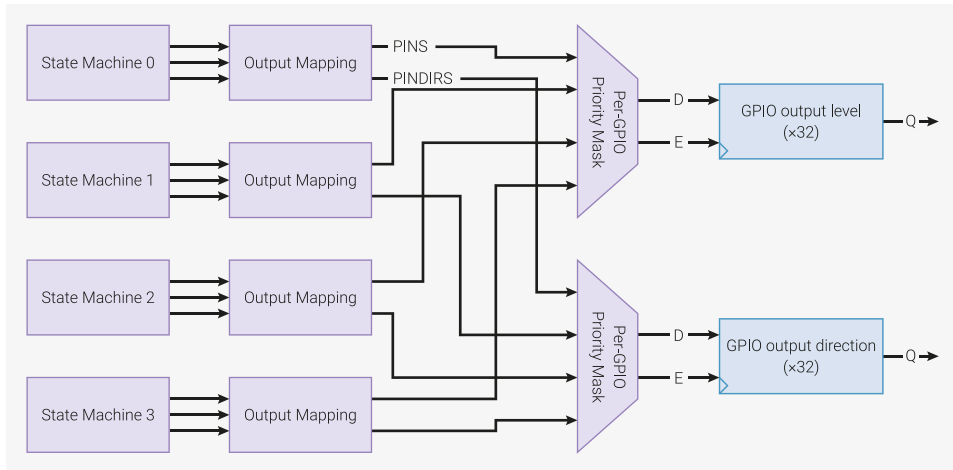 State Machine 0
Output Mapping
PINS
PINDIRS
Per-GPIO
Priority Mask
D
E
GPIO output level
(×32)
Q
State Machine 1
Output Mapping
State Machine 2
Output Mapping
Per-GPIO
Priority Mask
D
E
GPIO output direction
(×32)
Q
State Machine 3
Output Mapping